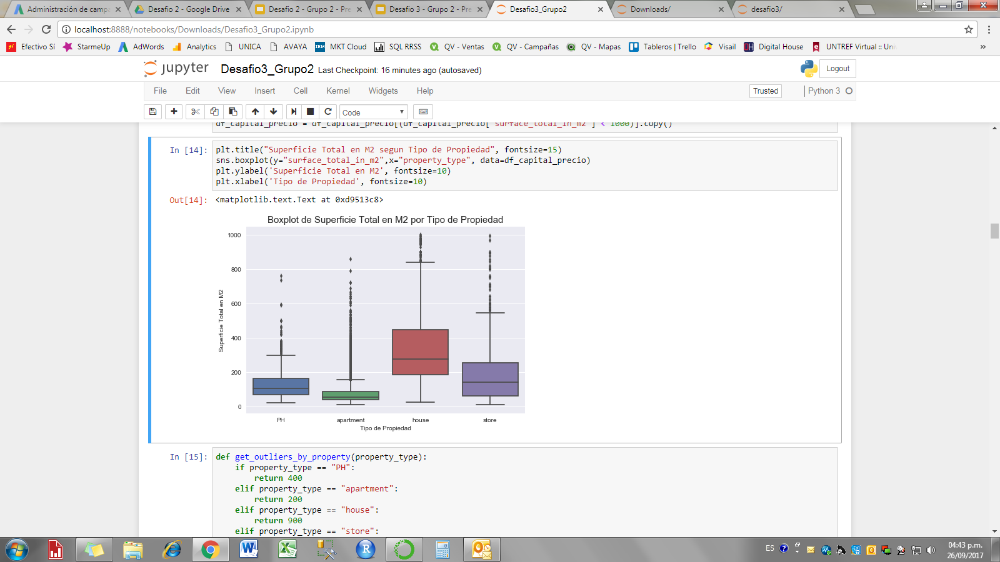 Administración de campa
Desafio 2 - Google Drive
Desafio 2 - Grupo 2 - Pre
Desafio 3 - Grupo 2 - Pre
Desafio3_Grupo2
Downloads/
desafio3/
localhost:8888/notebooks/Downloads/Desafio3_Grupo2.ipynb
Efectivo Sí
StarmeUp
AdWords
Analytics
UNICA
AVAYA
IBM
MKT Cloud
SQL RRSS
QV - Ventas
QV - Campañas
QV - Mapas
Tableros | Trello
Visail
DH
Digital House
UNTREF Virtual :: Uni
»
jupyter
Desafio3_Grupo2 Last Checkpoint: 16 minutes ago (autosaved)
Logout
File Edit View Insert Cell Kernel Widgets Help
Trusted
Python 3
Code
df_capital_precio = df_capital_precio[(df_capital_precio['surface_total_in_m2'] < 1000)].copy()
In [14]:
plt.title("Superficie Total en M2 segun Tipo de Propiedad", fontsize=15)
sns.boxplot(y="surface_total_in_m2",x="property_type", data=df_capital_precio)
plt.ylabel('Superficie Total en M2', fontsize=10)
plt.xlabel('Tipo de Propiedad', fontsize=10)
Out[14]:
<matplotlib.text.Text at 0xd9513c8>
Boxplot de Superficie Total en M2 por Tipo de Propiedad
1000
800
600
400
200
0
Superficie Total en M2
PH apartment house store
Tipo de Propiedad
In [15]:
def get_outliers_by_property(property_type):
if property_type == "PH":
return 400
elif property_type == "apartment":
return 200
elif property_type == "house":
return 900
elif property_type == "store":
ES
04:43 p.m.
26/09/2017